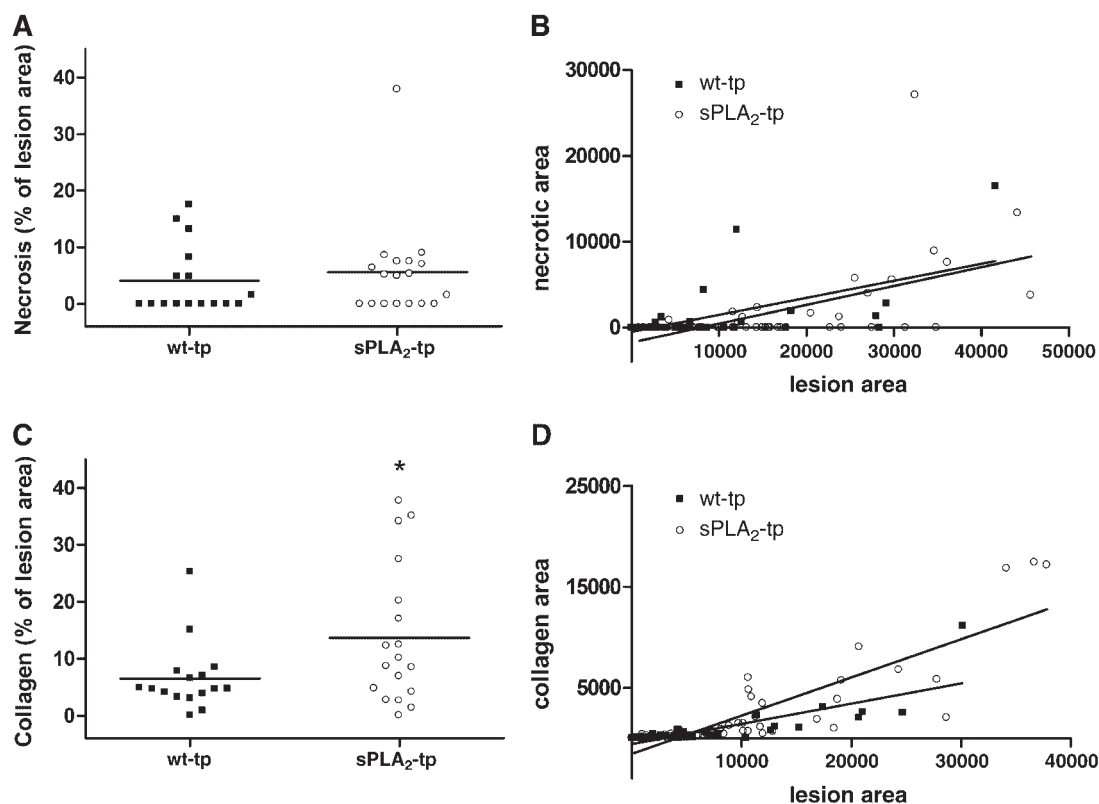 A
Necrosis (% of lesion area)
40
30
20
10
0
wt-tp
sPLA₂-tp
B
necrotic area
30000
20000
10000
0
wt-tp
sPLA₂-tp
10000
20000
30000
40000
50000
lesion area
C
Collagen (% of lesion area)
40
30
20
10
0
*
wt-tp
sPLA₂-tp
D
collagen area
25000
15000
5000
wt-tp
sPLA₂-tp
10000
20000
30000
40000
lesion area